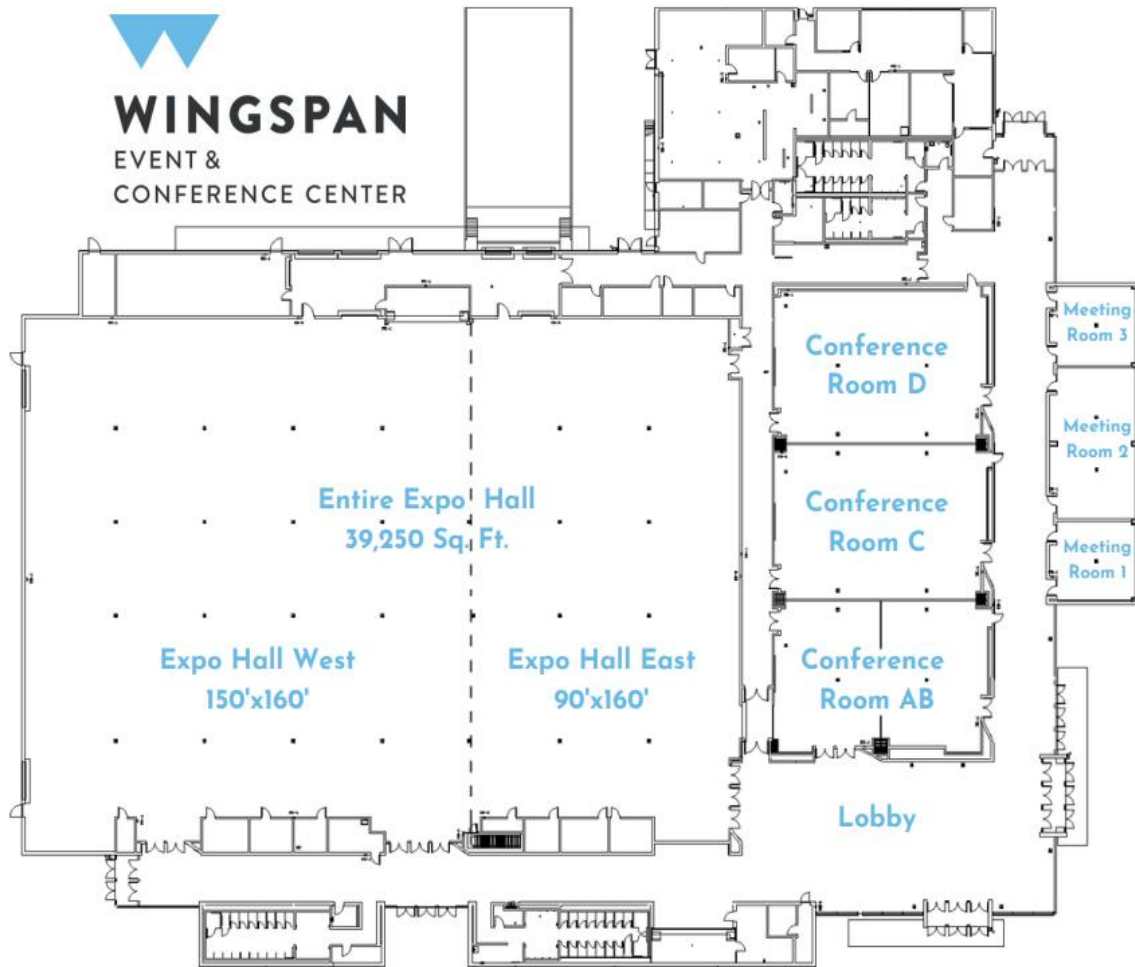 WINGSPAN
EVENT &
CONFERENCE CENTER
Meeting
Room 3
Conference
Room D
Meeting
Room 2
Entire Expo Hall
39,250 Sq. Ft.
Conference
Room C
Meeting
Room 1
Expo Hall West
150'x160'
Expo Hall East
90'x160'
Conference
Room AB
Lobby